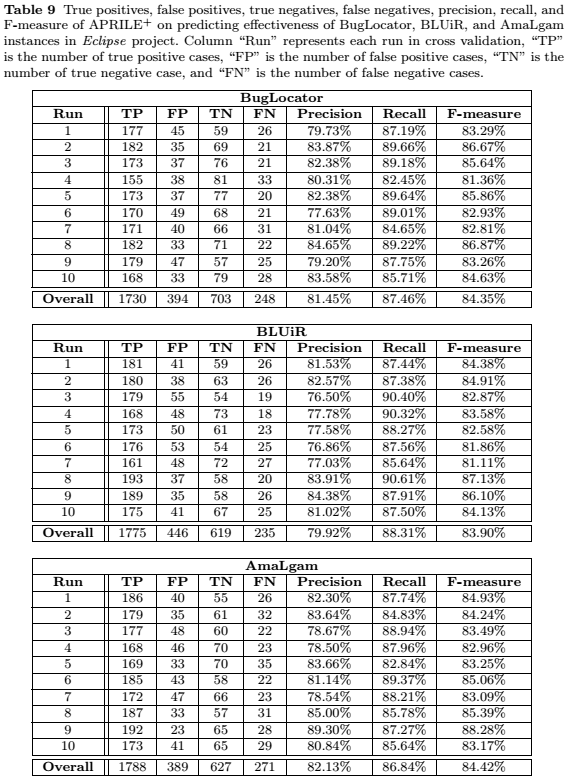 Table 9 True positives, false positives, true negatives, false negatives, precision, recall, and
F-measure of APRILE+ on predicting effectiveness of BugLocator, BLUiR, and AmaLgam
instances in Eclipse project. Column “Run” represents each run in cross validation, “TP”
is the number of true positive cases, “FP” is the number of false positive cases, “TN” is the
number of true negative case, and “FN” is the number of false negative cases.
BugLocator
Run TP FP TN FN Precision Recall F-measure
1 177 45 59 26 79.73% 87.19% 83.29%
2 182 35 69 21 83.87% 89.66% 86.67%
3 173 37 76 21 82.38% 89.18% 85.64%
4 155 38 81 33 80.31% 82.45% 81.36%
5 173 37 77 20 82.38% 89.64% 85.86%
6 170 49 68 21 77.63% 89.01% 82.93%
7 171 40 66 31 81.04% 84.65% 82.81%
8 182 33 71 22 84.65% 89.22% 86.87%
9 179 47 57 25 79.20% 87.75% 83.26%
10 168 33 79 28 83.58% 85.71% 84.63%
Overall 1730 394 703 248 81.45% 87.46% 84.35%
BLUiR
Run TP FP TN FN Precision Recall F-measure
1 181 41 59 26 81.53% 87.44% 84.38%
2 180 38 63 26 82.57% 87.38% 84.91%
3 179 55 54 19 76.50% 90.40% 82.87%
4 168 48 73 18 77.78% 90.32% 83.58%
5 173 50 61 23 77.58% 88.27% 82.58%
6 176 53 54 25 76.86% 87.56% 81.86%
7 161 48 72 27 77.03% 85.64% 81.11%
8 193 37 58 20 83.91% 90.61% 87.13%
9 189 35 58 26 84.38% 87.91% 86.10%
10 175 41 67 25 81.02% 87.50% 84.13%
Overall 1775 446 619 235 79.92% 88.31% 83.90%
AmaLgam
Run TP FP TN FN Precision Recall F-measure
1 186 40 55 26 82.30% 87.74% 84.93%
2 179 35 61 32 83.64% 84.83% 84.24%
3 177 48 60 22 78.67% 88.94% 83.49%
4 168 46 70 23 78.50% 87.96% 82.96%
5 169 33 70 35 83.66% 82.84% 83.25%
6 185 43 58 22 81.14% 89.37% 85.06%
7 172 47 66 23 78.54% 88.21% 83.09%
8 187 33 57 31 85.00% 85.78% 85.39%
9 192 23 65 28 89.30% 87.27% 88.28%
10 173 41 65 29 80.84% 85.64% 83.17%
Overall 1788 389 627 271 82.13% 86.84% 84.42%